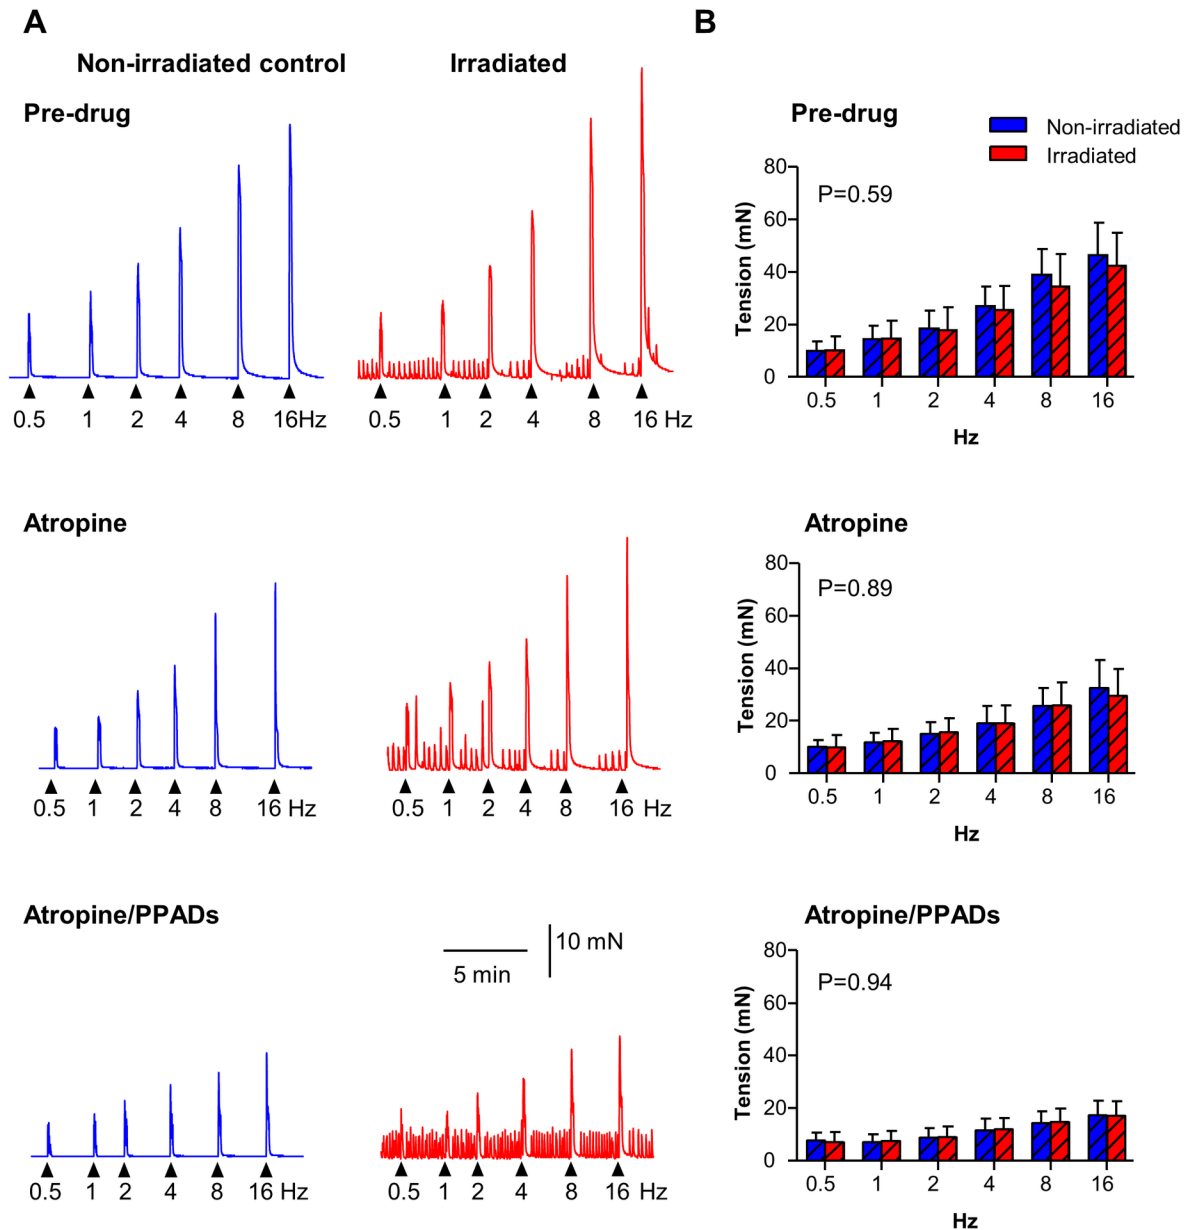 A
B
Non-irradiated control
Irradiated
Pre-drug
0.5 1 2 4 8 16Hz
0.5 1 2 4 8 16 Hz
Pre-drug
Non-irradiated
Irradiated
P=0.59
Tension (mN)
80
60
40
20
0
0.5 1 2 4 8 16
Hz
Atropine
0.5 1 2 4 8 16 Hz
0.5 1 2 4 8 16 Hz
Atropine
P=0.89
Tension (mN)
80
60
40
20
0
0.5 1 2 4 8 16
Hz
Atropine/PPADs
10 mN
5 min
0.5 1 2 4 8 16 Hz
0.5 1 2 4 8 16 Hz
Atropine/PPADs
P=0.94
Tension (mN)
80
60
40
20
0
0.5 1 2 4 8 16
Hz